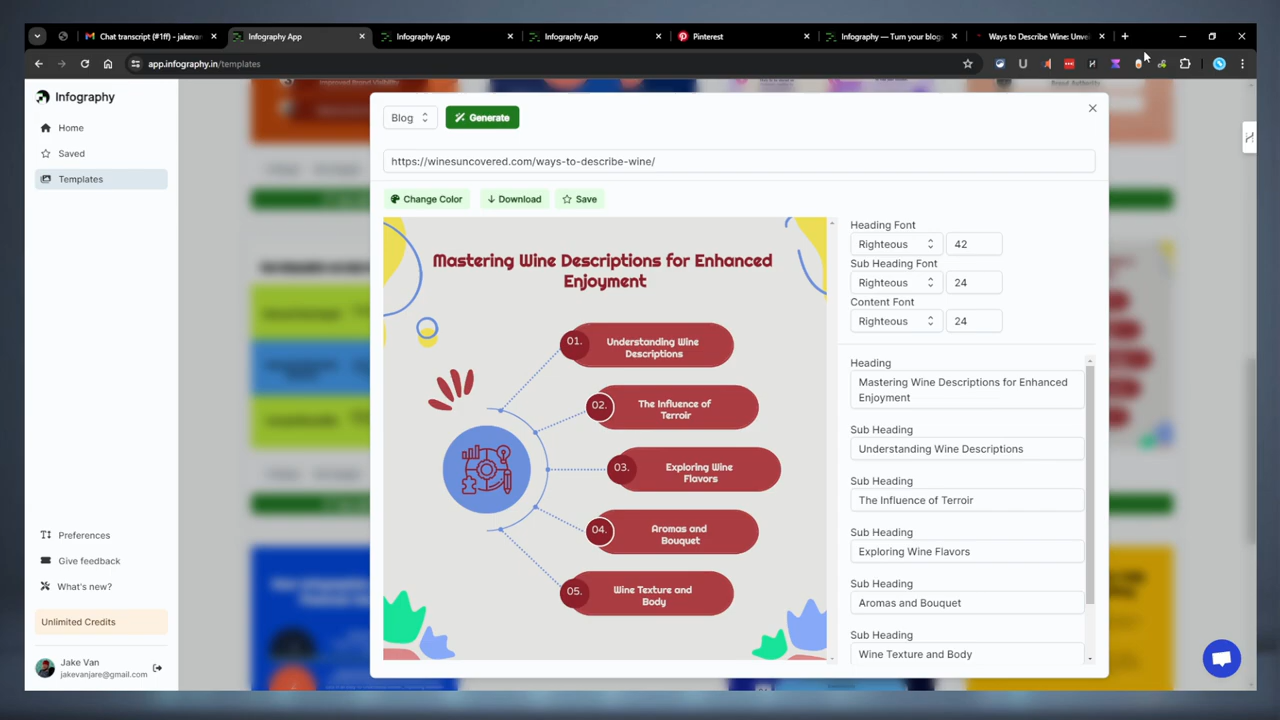 Chat transcript (#1ff) - jakevan
Infography App
Infography App
Infography App
Pinterest
Infography — Turn your blogs
Ways to Describe Wine: Unve
app.infography.in/templates
Infography
Home
Saved
Templates
Preferences
Give feedback
What's new?
Unlimited Credits
Jake Van
jakevanjare@gmail.com
Blog
Generate
https://winesuncovered.com/ways-to-describe-wine/
Change Color
Download
Save
Mastering Wine Descriptions for Enhanced
Enjoyment
01.
Understanding Wine
Descriptions
02.
The Influence of
Terroir
03.
Exploring Wine
Flavors
04.
Aromas and
Bouquet
05.
Wine Texture and
Body
Heading Font
Righteous
42
Sub Heading Font
Righteous
24
Content Font
Righteous
24
Heading
Mastering Wine Descriptions for Enhanced
Enjoyment
Sub Heading
Understanding Wine Descriptions
Sub Heading
The Influence of Terroir
Sub Heading
Exploring Wine Flavors
Sub Heading
Aromas and Bouquet
Sub Heading
Wine Texture and Body